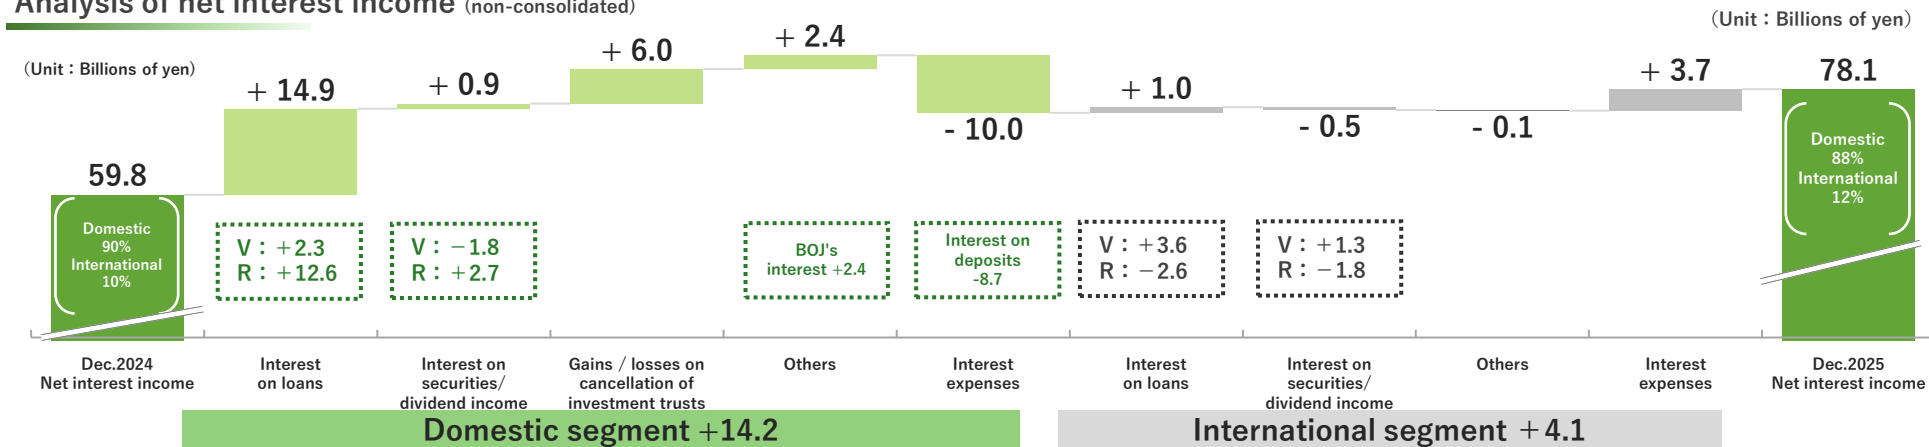 Analysis of net interest income (non-consolidated)
(Unit：Billions of yen)
(Unit：Billions of yen)
59.8
+ 14.9
+ 0.9
+ 6.0
+ 2.4
- 10.0
+ 1.0
- 0.5
- 0.1
+ 3.7
78.1
Domestic
90%
International
10%
V：+2.3
R：+12.6
V：−1.8
R：+2.7
BOJ's
interest +2.4
Interest on
deposits
-8.7
V：+3.6
R：−2.6
V：+1.3
R：−1.8
Domestic
88%
International
12%
Dec.2024
Net interest income
Interest
on loans
Interest on
securities/
dividend income
Gains / losses on
cancellation of
investment trusts
Others
Interest
expenses
Interest
on loans
Interest on
securities/
dividend income
Others
Interest
expenses
Dec.2025
Net interest income
Domestic segment +14.2
International segment +4.1